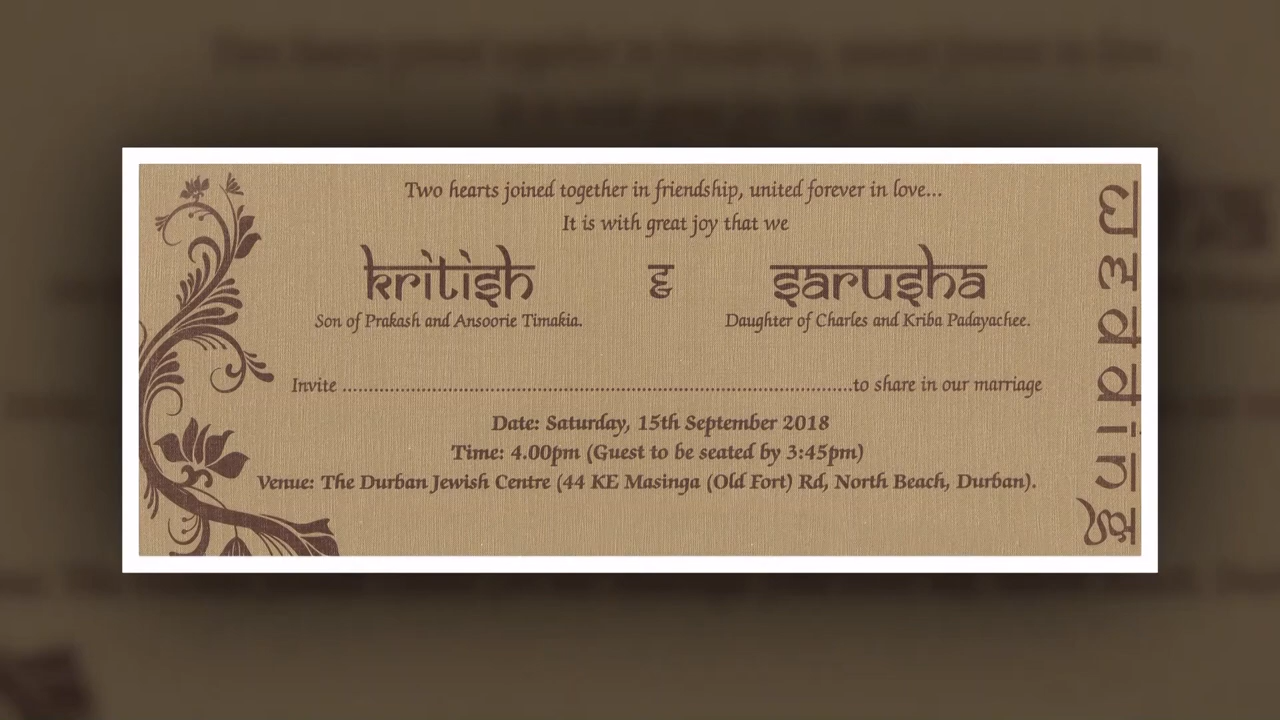 Two hearts joined together in friendship, united forever in love...
It is with great joy that we
kritish & sarusha
Son of Prakash and Ansoorie Timakia. Daughter of Charles and Kriba Padayachee.
Invite ........................................................................................................to share in our marriage
Date: Saturday, 15th September 2018
Time: 4.00pm (Guest to be seated by 3:45pm)
Venue: The Durban Jewish Centre (44 KE Masinga (Old Fort) Rd, North Beach, Durban).
wedding